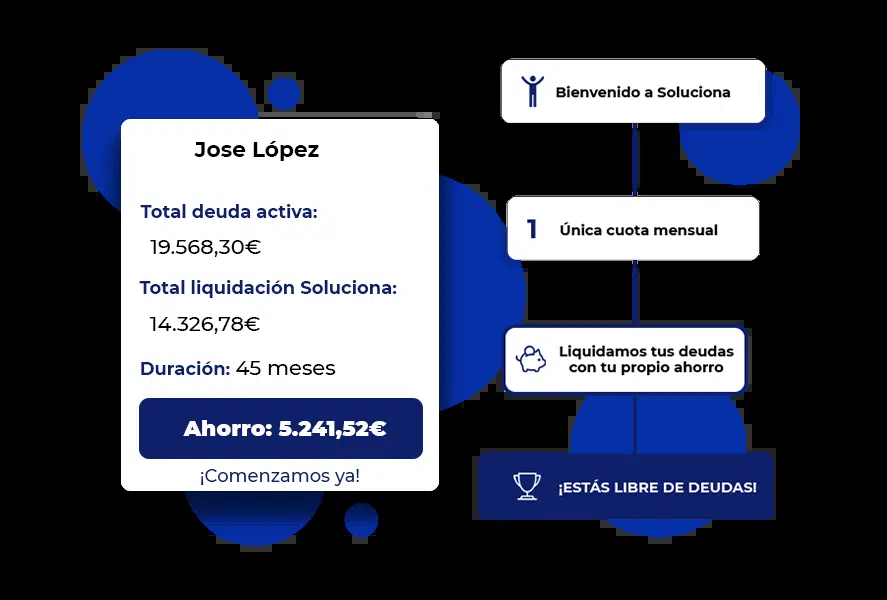 Jose López
Total deuda activa:
19.568,30€
Total liquidación Soluciona:
14.326,78€
Duración: 45 meses
Ahorro: 5.241,52€
¡Comenzamos ya!
Bienvenido a Soluciona
1 Única cuota mensual
Liquidamos tus deudas
con tu propio ahorro
¡ESTÁS LIBRE DE DEUDAS!